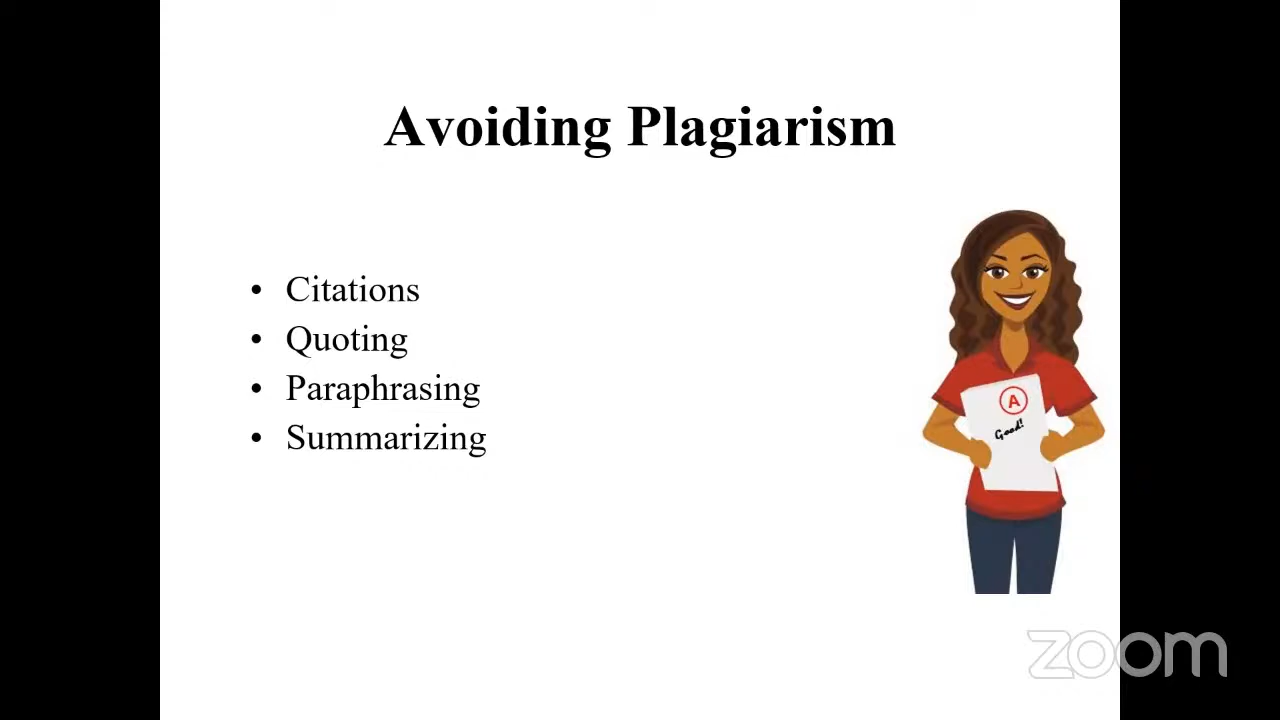 Avoiding Plagiarism
• Citations
• Quoting
• Paraphrasing
• Summarizing
A
Good!
zoom